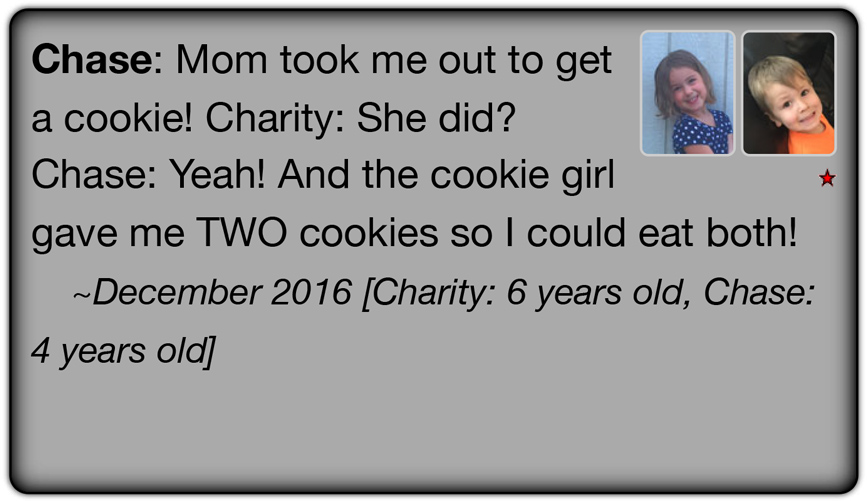 Chase: Mom took me out to get
a cookie! Charity: She did?
Chase: Yeah! And the cookie girl
gave me TWO cookies so I could eat both!
~December 2016 [Charity: 6 years old, Chase:
4 years old]